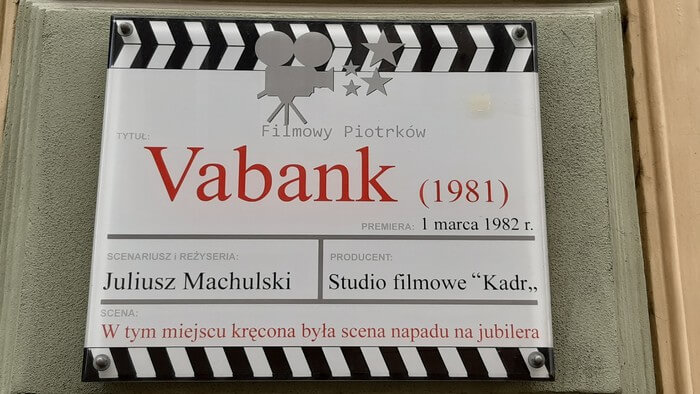 Filmowy Piotrków
TYTUŁ:
Vabank (1981)
PREMIERA: 1 marca 1982 r.
SCENARIUSZ i REŻYSERIA:
Juliusz Machulski
PRODUCENT:
Studio filmowe “Kadr„
SCENA:
W tym miejscu kręcona była scena napadu na jubilera